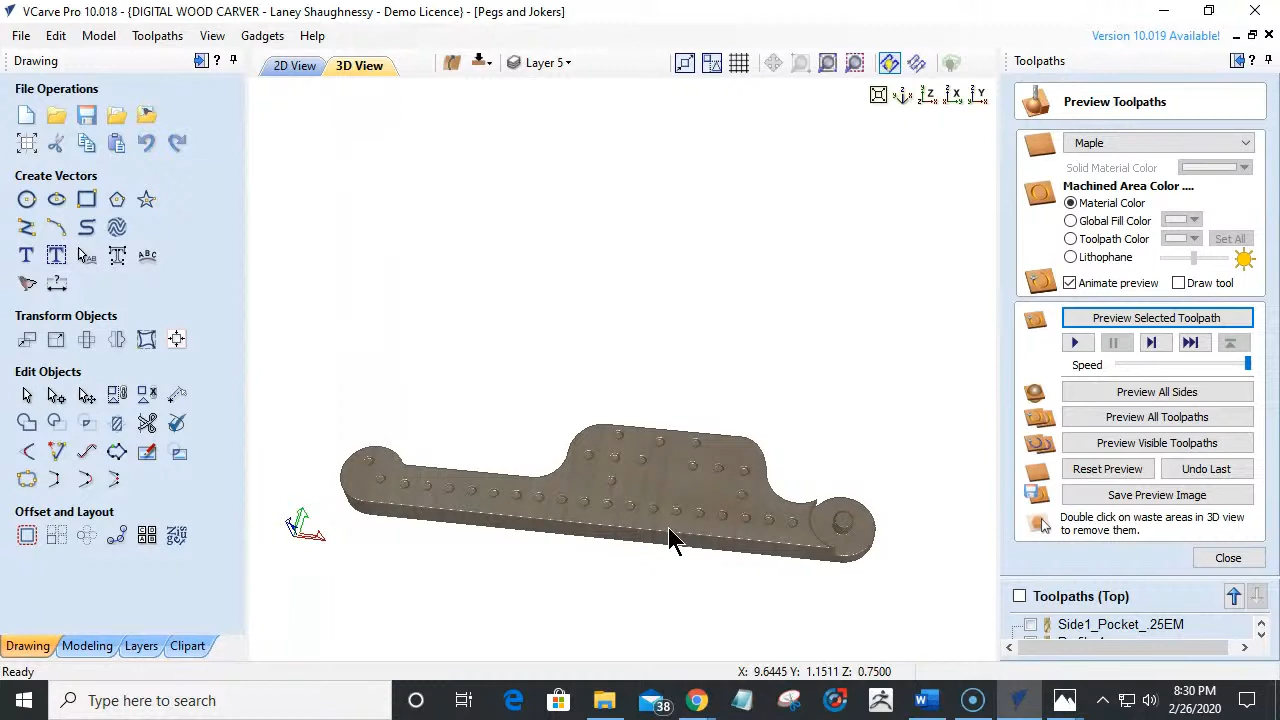 VCarve Pro 10.018 - {DIGITAL WOOD CARVER - Laney Shaughnessy - Demo Licence} - [Pegs and Jokers]
File Edit Model Toolpaths View Gadgets Help
Version 10.019 Available!
Drawing
2D View 3D View
Layer 5
Toolpaths
File Operations
Create Vectors
Transform Objects
Edit Objects
Offset and Layout
Drawing Modeling Layers Clipart
Preview Toolpaths
Maple
Solid Material Color
Machined Area Color ....
Material Color
Global Fill Color
Toolpath Color
Set All
Lithophane
Animate preview
Draw tool
Preview Selected Toolpath
Speed
Preview All Sides
Preview All Toolpaths
Preview Visible Toolpaths
Reset Preview
Undo Last
Save Preview Image
Double click on waste areas in 3D view
to remove them.
Close
Toolpaths (Top)
Side1_Pocket_.25EM
Ready
X: 9.6445 Y: 1.1511 Z: 0.7500
Type here to search
38
8:30 PM
2/26/2020